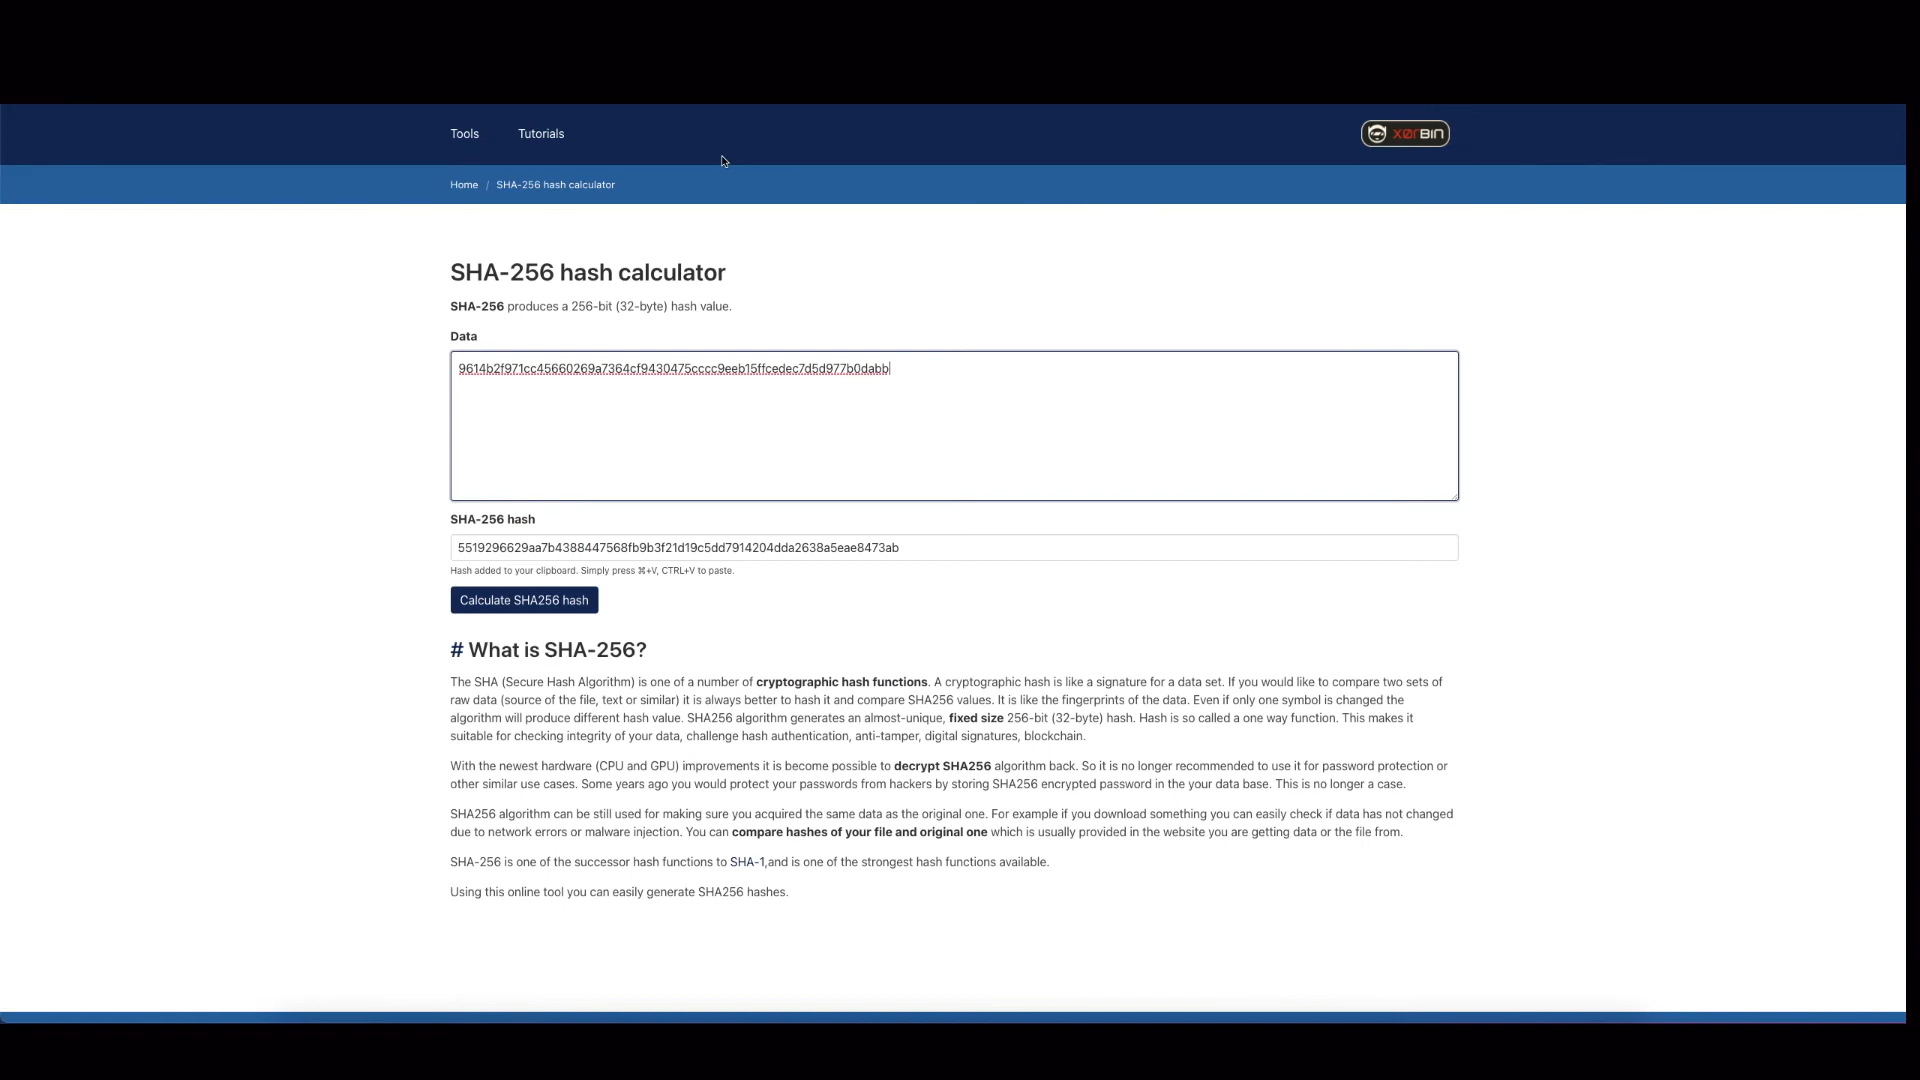 Tools Tutorials xørBin
Home / SHA-256 hash calculator
SHA-256 hash calculator
SHA-256 produces a 256-bit (32-byte) hash value.
Data
9614b2f971cc45660269a7364cf9430475cccc9eeb15ffcedec7d5d977b0dabb
SHA-256 hash
5519296629aa7b4388447568fb9b3f21d19c5dd7914204dda2638a5eae8473ab
Hash added to your clipboard. Simply press ⌘+V, CTRL+V to paste.
Calculate SHA256 hash
# What is SHA-256?
The SHA (Secure Hash Algorithm) is one of a number of cryptographic hash functions. A cryptographic hash is like a signature for a data set. If you would like to compare two sets of
raw data (source of the file, text or similar) it is always better to hash it and compare SHA256 values. It is like the fingerprints of the data. Even if only one symbol is changed the
algorithm will produce different hash value. SHA256 algorithm generates an almost-unique, fixed size 256-bit (32-byte) hash. Hash is so called a one way function. This makes it
suitable for checking integrity of your data, challenge hash authentication, anti-tamper, digital signatures, blockchain.
With the newest hardware (CPU and GPU) improvements it is become possible to decrypt SHA256 algorithm back. So it is no longer recommended to use it for password protection or
other similar use cases. Some years ago you would protect your passwords from hackers by storing SHA256 encrypted password in the your data base. This is no longer a case.
SHA256 algorithm can be still used for making sure you acquired the same data as the original one. For example if you download something you can easily check if data has not changed
due to network errors or malware injection. You can compare hashes of your file and original one which is usually provided in the website you are getting data or the file from.
SHA-256 is one of the successor hash functions to SHA-1,and is one of the strongest hash functions available.
Using this online tool you can easily generate SHA256 hashes.